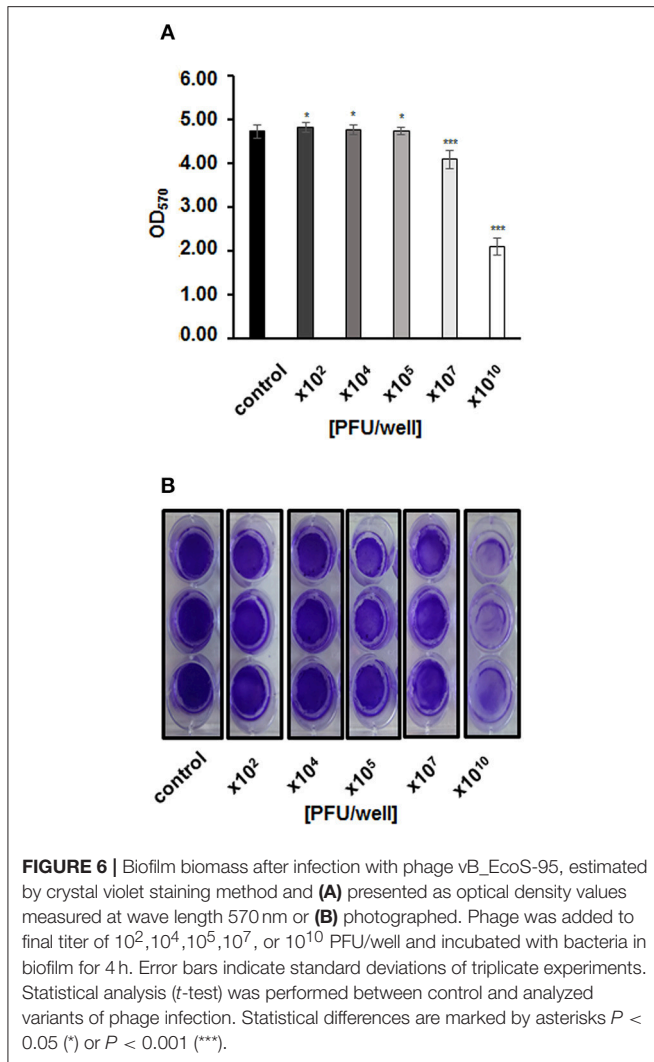 A
6.00
5.00
4.00
3.00
2.00
1.00
0.00
OD570
* * * *** ***
control x10² x10⁴ x10⁵ x10⁷ x10¹⁰
[PFU/well]
B
control x10² x10⁴ x10⁵ x10⁷ x10¹⁰
[PFU/well]
FIGURE 6 | Biofilm biomass after infection with phage vB_EcoS-95, estimated
by crystal violet staining method and (A) presented as optical density values
measured at wave length 570 nm or (B) photographed. Phage was added to
final titer of 10²,10⁴,10⁵,10⁷, or 10¹⁰ PFU/well and incubated with bacteria in
biofilm for 4 h. Error bars indicate standard deviations of triplicate experiments.
Statistical analysis (t-test) was performed between control and analyzed
variants of phage infection. Statistical differences are marked by asterisks P <
0.05 (*) or P < 0.001 (***).